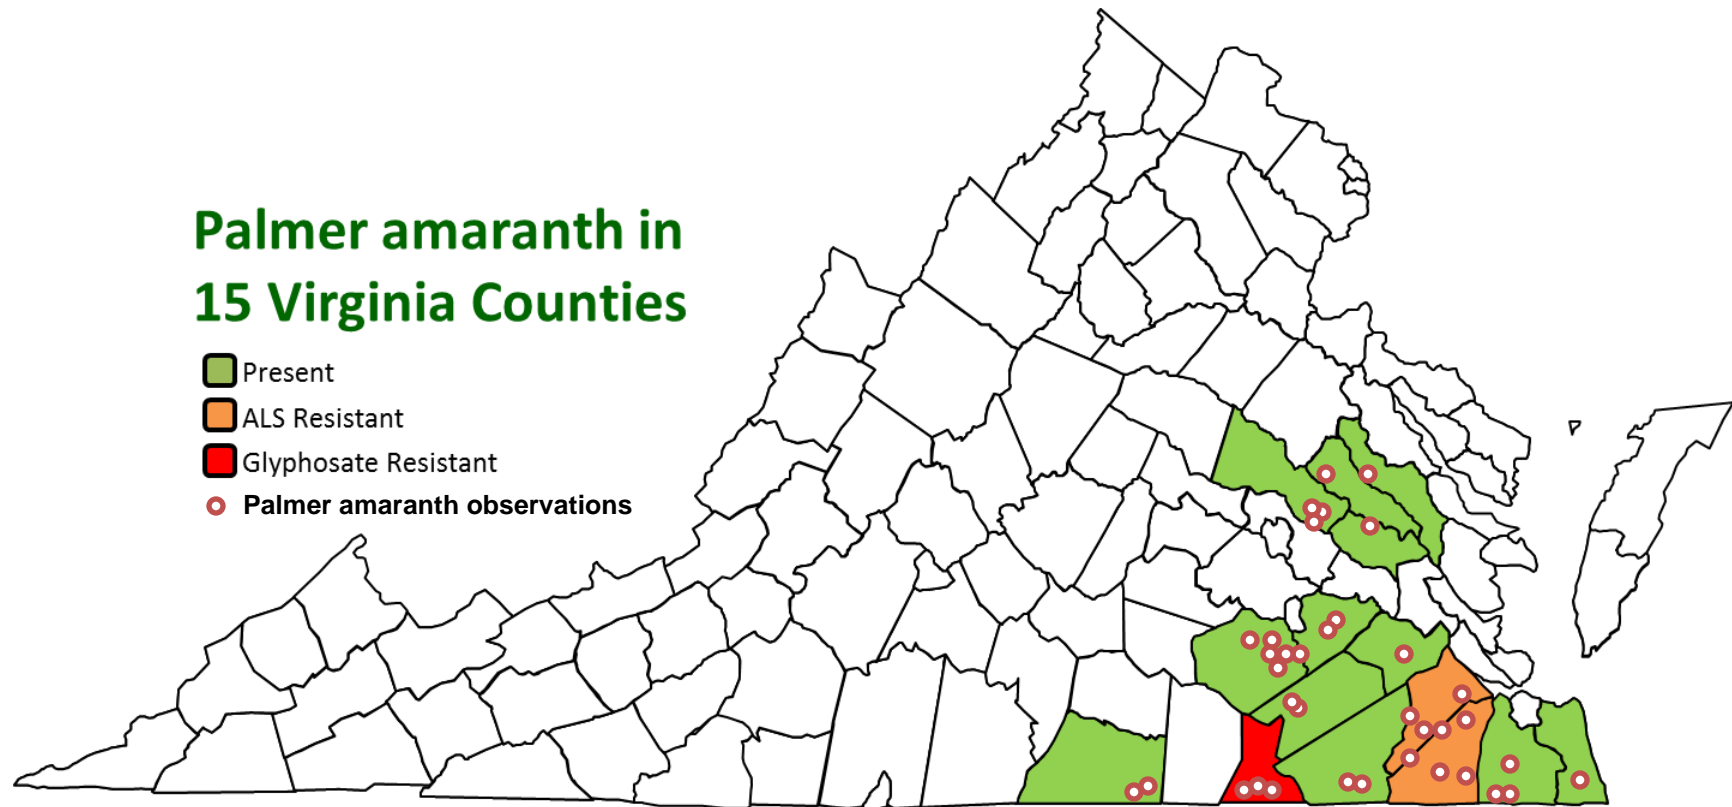 Palmer amaranth in
15 Virginia Counties
Present
ALS Resistant
Glyphosate Resistant
Palmer amaranth observations